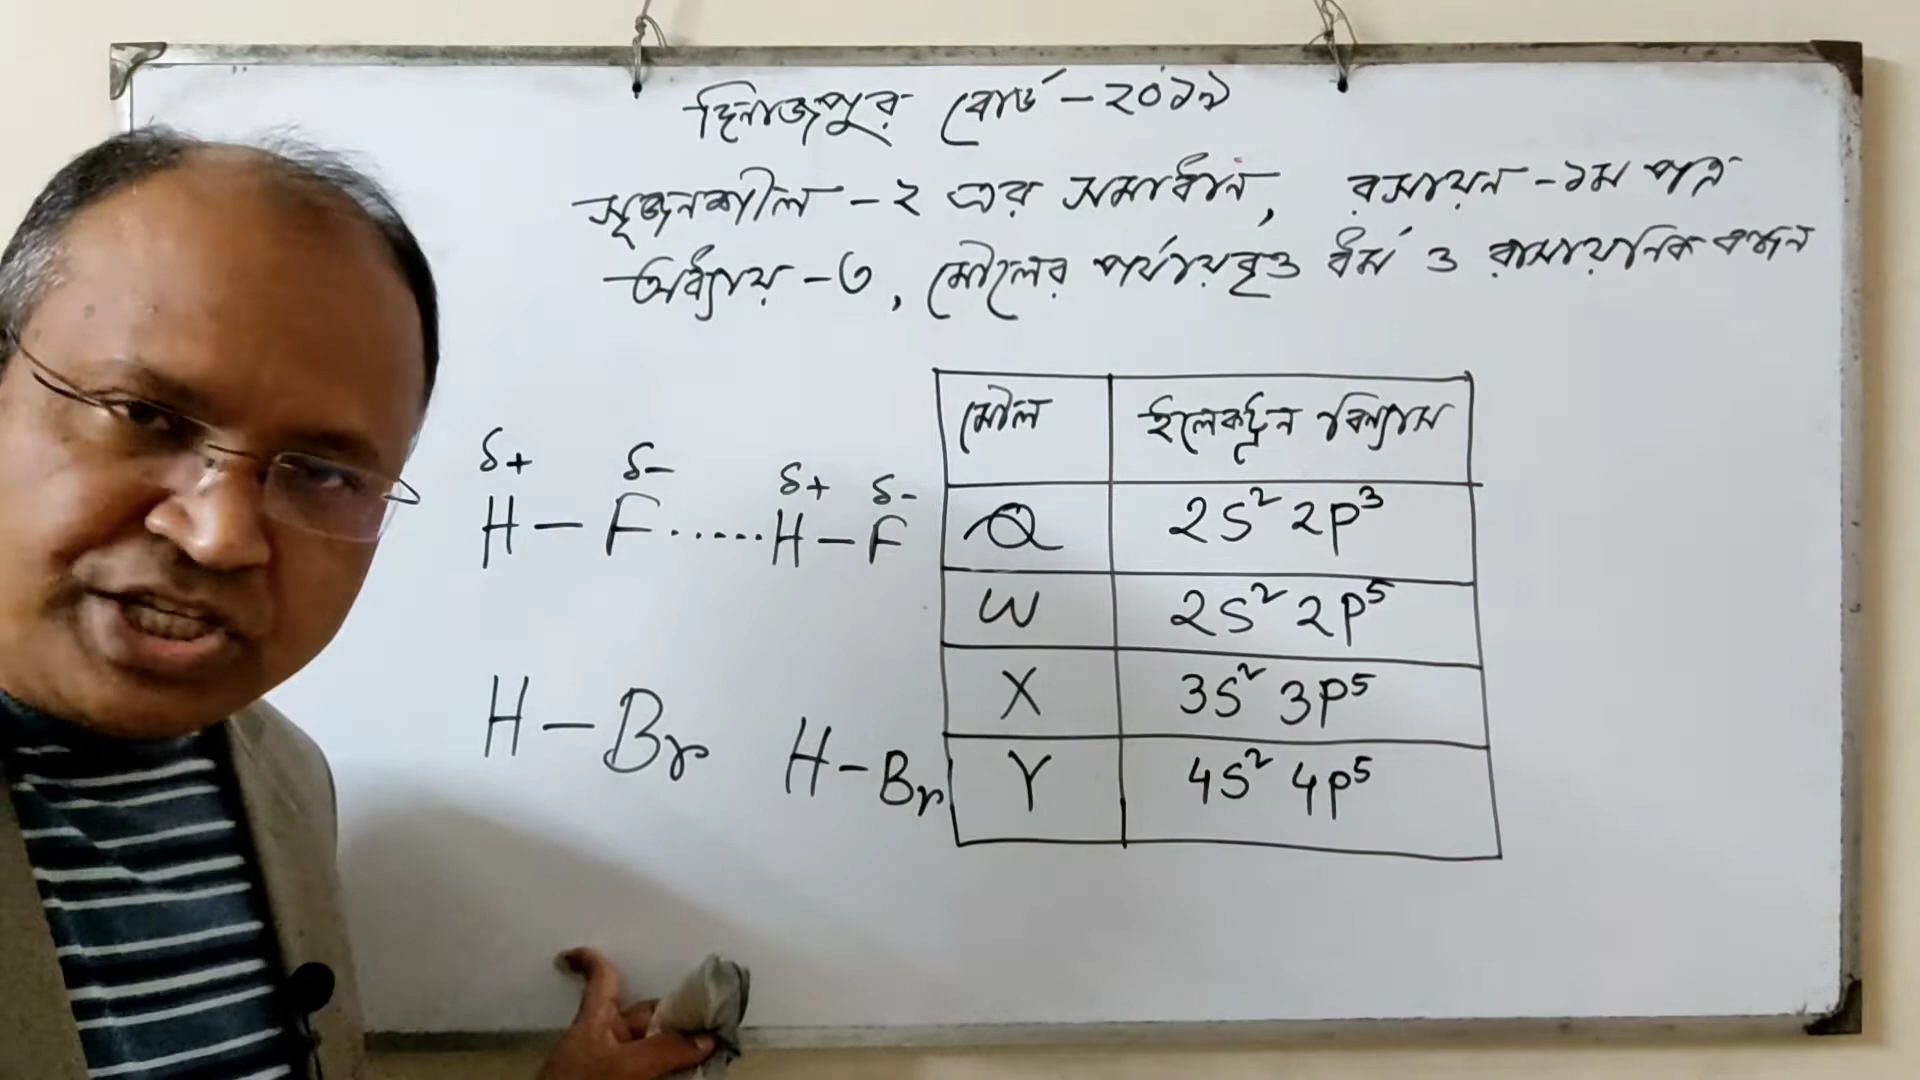 দিনাজপুর বোর্ড - ২০১৯
সৃজনশীল - ২ এর সমাধান, রসায়ন - ১ম পত্র
অধ্যায় - ৩, মৌলের পর্যায়বৃত্ত ধর্ম ও রাসায়নিক বন্ধন
মৌল ইলেকট্রন বিন্যাস
Q 2S² 2P³
W 2S² 2P⁵
X 3S² 3P⁵
Y 4S² 4P⁵
δ+ δ- δ+ δ-
H - F ...... H - F
H - Br H - Br